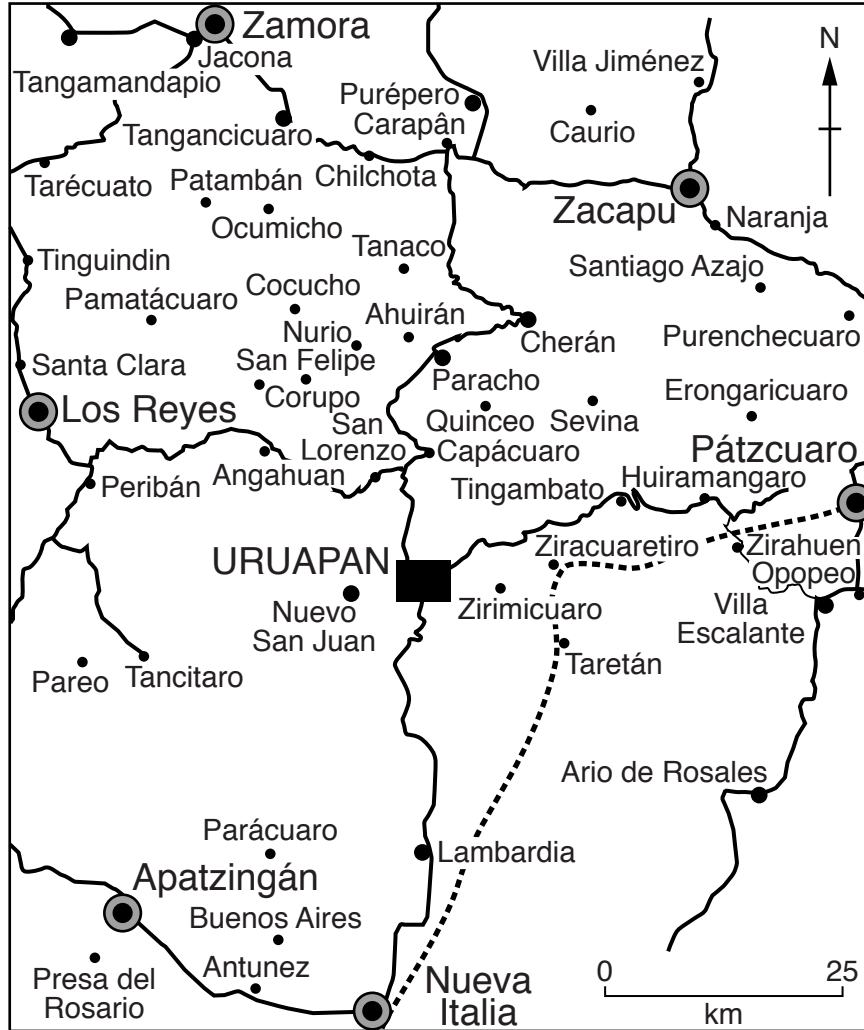 Zamora
N
Jacona
Villa Jiménez
Tangamandapio
Purépero
Carapân
Tangancicuaro
Caurio
Tarécuato
Patambán
Chilchota
Zacapu
Ocumicho
Naranja
Tanaco
Tinguindin
Santiago Azajo
Cocucho
Pamatácuaro
Ahuirán
Nurio
Cherán
Purenchecuaro
Santa Clara
San Felipe
Paracho
Erongaricuaro
Corupo
Los Reyes
San
Lorenzo
Quinceo
Sevina
Capácuaro
Pátzcuaro
Angahuan
Huiramangaro
Peribán
Tingambato
URUAPAN
Ziracuaretiro
Zirahuen
Opopeo
Nuevo
San Juan
Zirimicuaro
Villa
Escalante
Pareo
Tancitaro
Taretán
Ario de Rosales
Parácuaro
Lambardia
Apatzingán
Buenos Aires
Presa del
Rosario
Antunez
Nueva
Italia
0
25
km